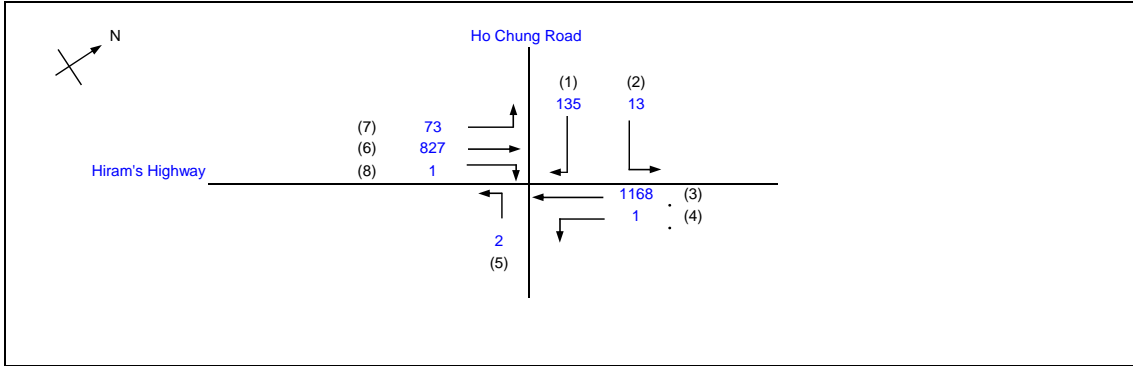 N
Ho Chung Road
(1) (2)
135 13
(7) 73
(6) 827
Hiram's Highway (8) 1
1168 (3)
1 (4)
2
(5)